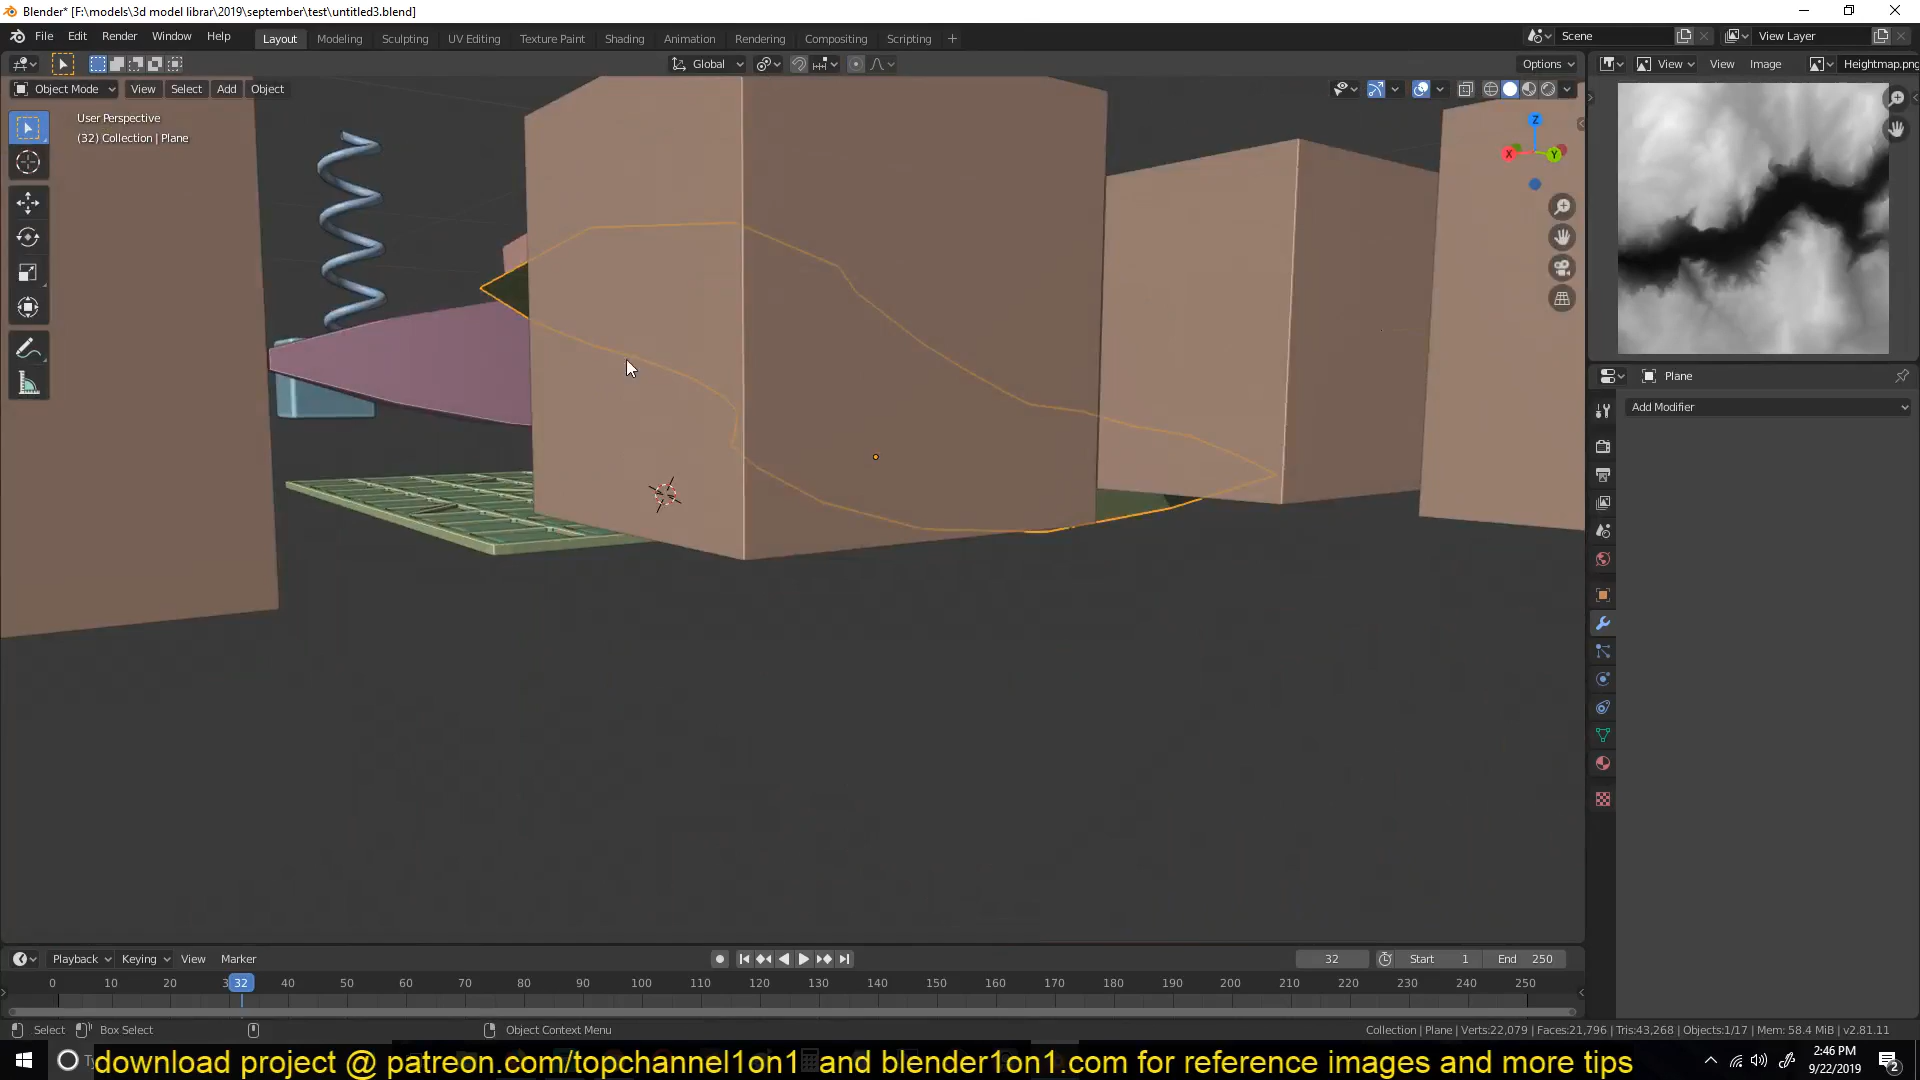 Blender* [F:\models\3d model librar\2019\september\test\untitled3.blend]
File Edit Render Window Help Layout Modeling Sculpting UV Editing Texture Paint Shading Animation Rendering Compositing Scripting + Scene View Layer
Global Options View View Image Heightmap.png
Object Mode View Select Add Object
User Perspective
(32) Collection | Plane
Z
X Y
Plane
Add Modifier
Playback Keying View Marker 32 Start 1 End 250
0 10 20 3 32 40 50 60 70 80 90 100 110 120 130 140 150 160 170 180 190 200 210 220 230 240 250
Select Box Select Object Context Menu Collection | Plane | Verts:22,079 | Faces:21,796 | Tris:43,268 | Objects:1/17 | Mem: 58.4 MiB | v2.81.11
download project @ patreon.com/topchannel1on1 and blender1on1.com for reference images and more tips
2:46 PM
9/22/2019
2